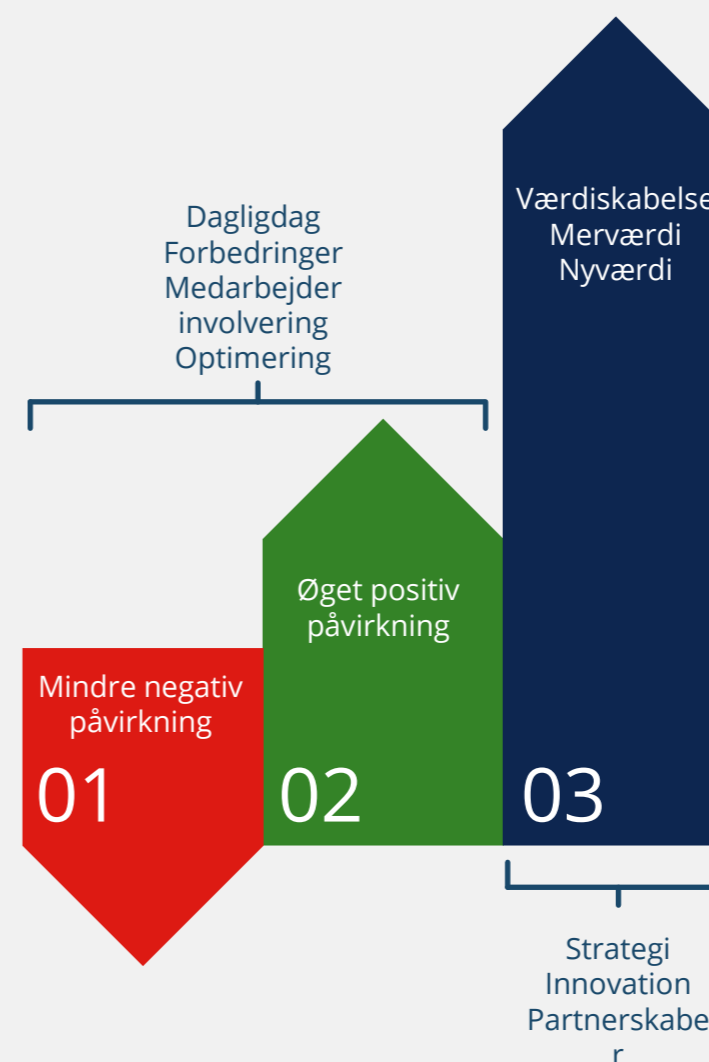 Dagligdag
Forbedringer
Medarbejder
involvering
Optimering
Værdiskabelse
Merværdi
Nyværdi
Øget positiv
påvirkning
Mindre negativ
påvirkning
01
02
03
Strategi
Innovation
Partnerskabe
r